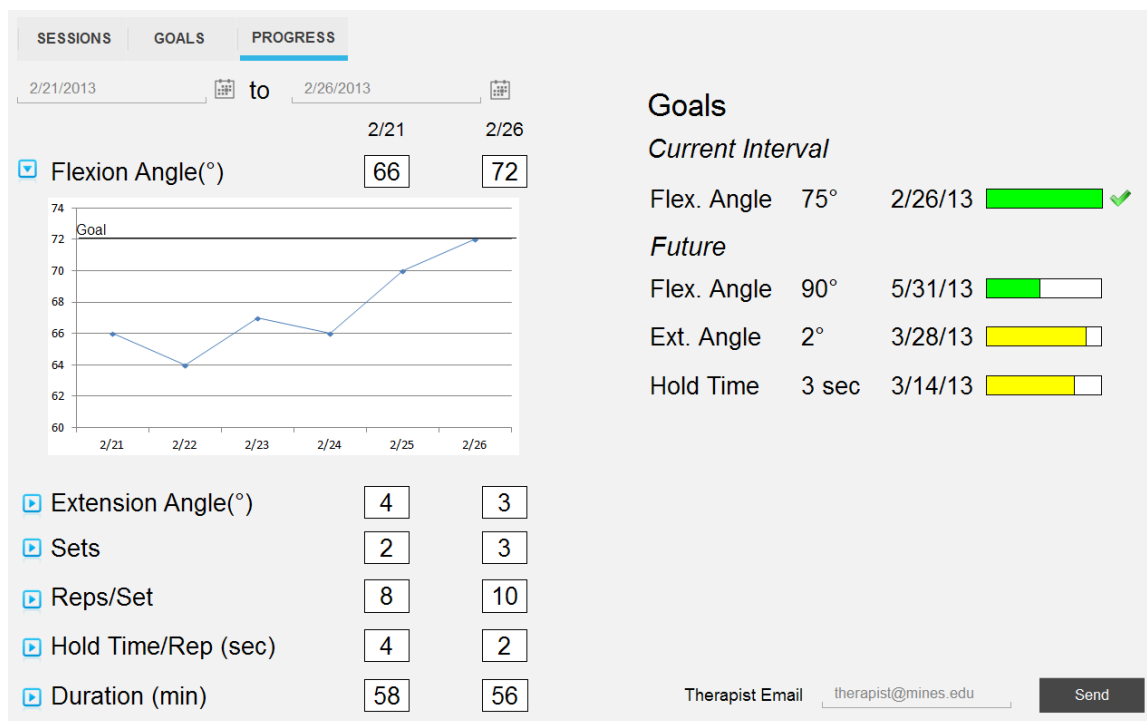 SESSIONS GOALS PROGRESS
2/21/2013 to 2/26/2013
2/21 2/26
Flexion Angle(°) 66 72
74
Goal
72
70
68
66
64
62
60
2/21 2/22 2/23 2/24 2/25 2/26
Extension Angle(°) 4 3
Sets 2 3
Reps/Set 8 10
Hold Time/Rep (sec) 4 2
Duration (min) 58 56
Goals
Current Interval
Flex. Angle 75° 2/26/13
Future
Flex. Angle 90° 5/31/13
Ext. Angle 2° 3/28/13
Hold Time 3 sec 3/14/13
Therapist Email therapist@mines.edu Send